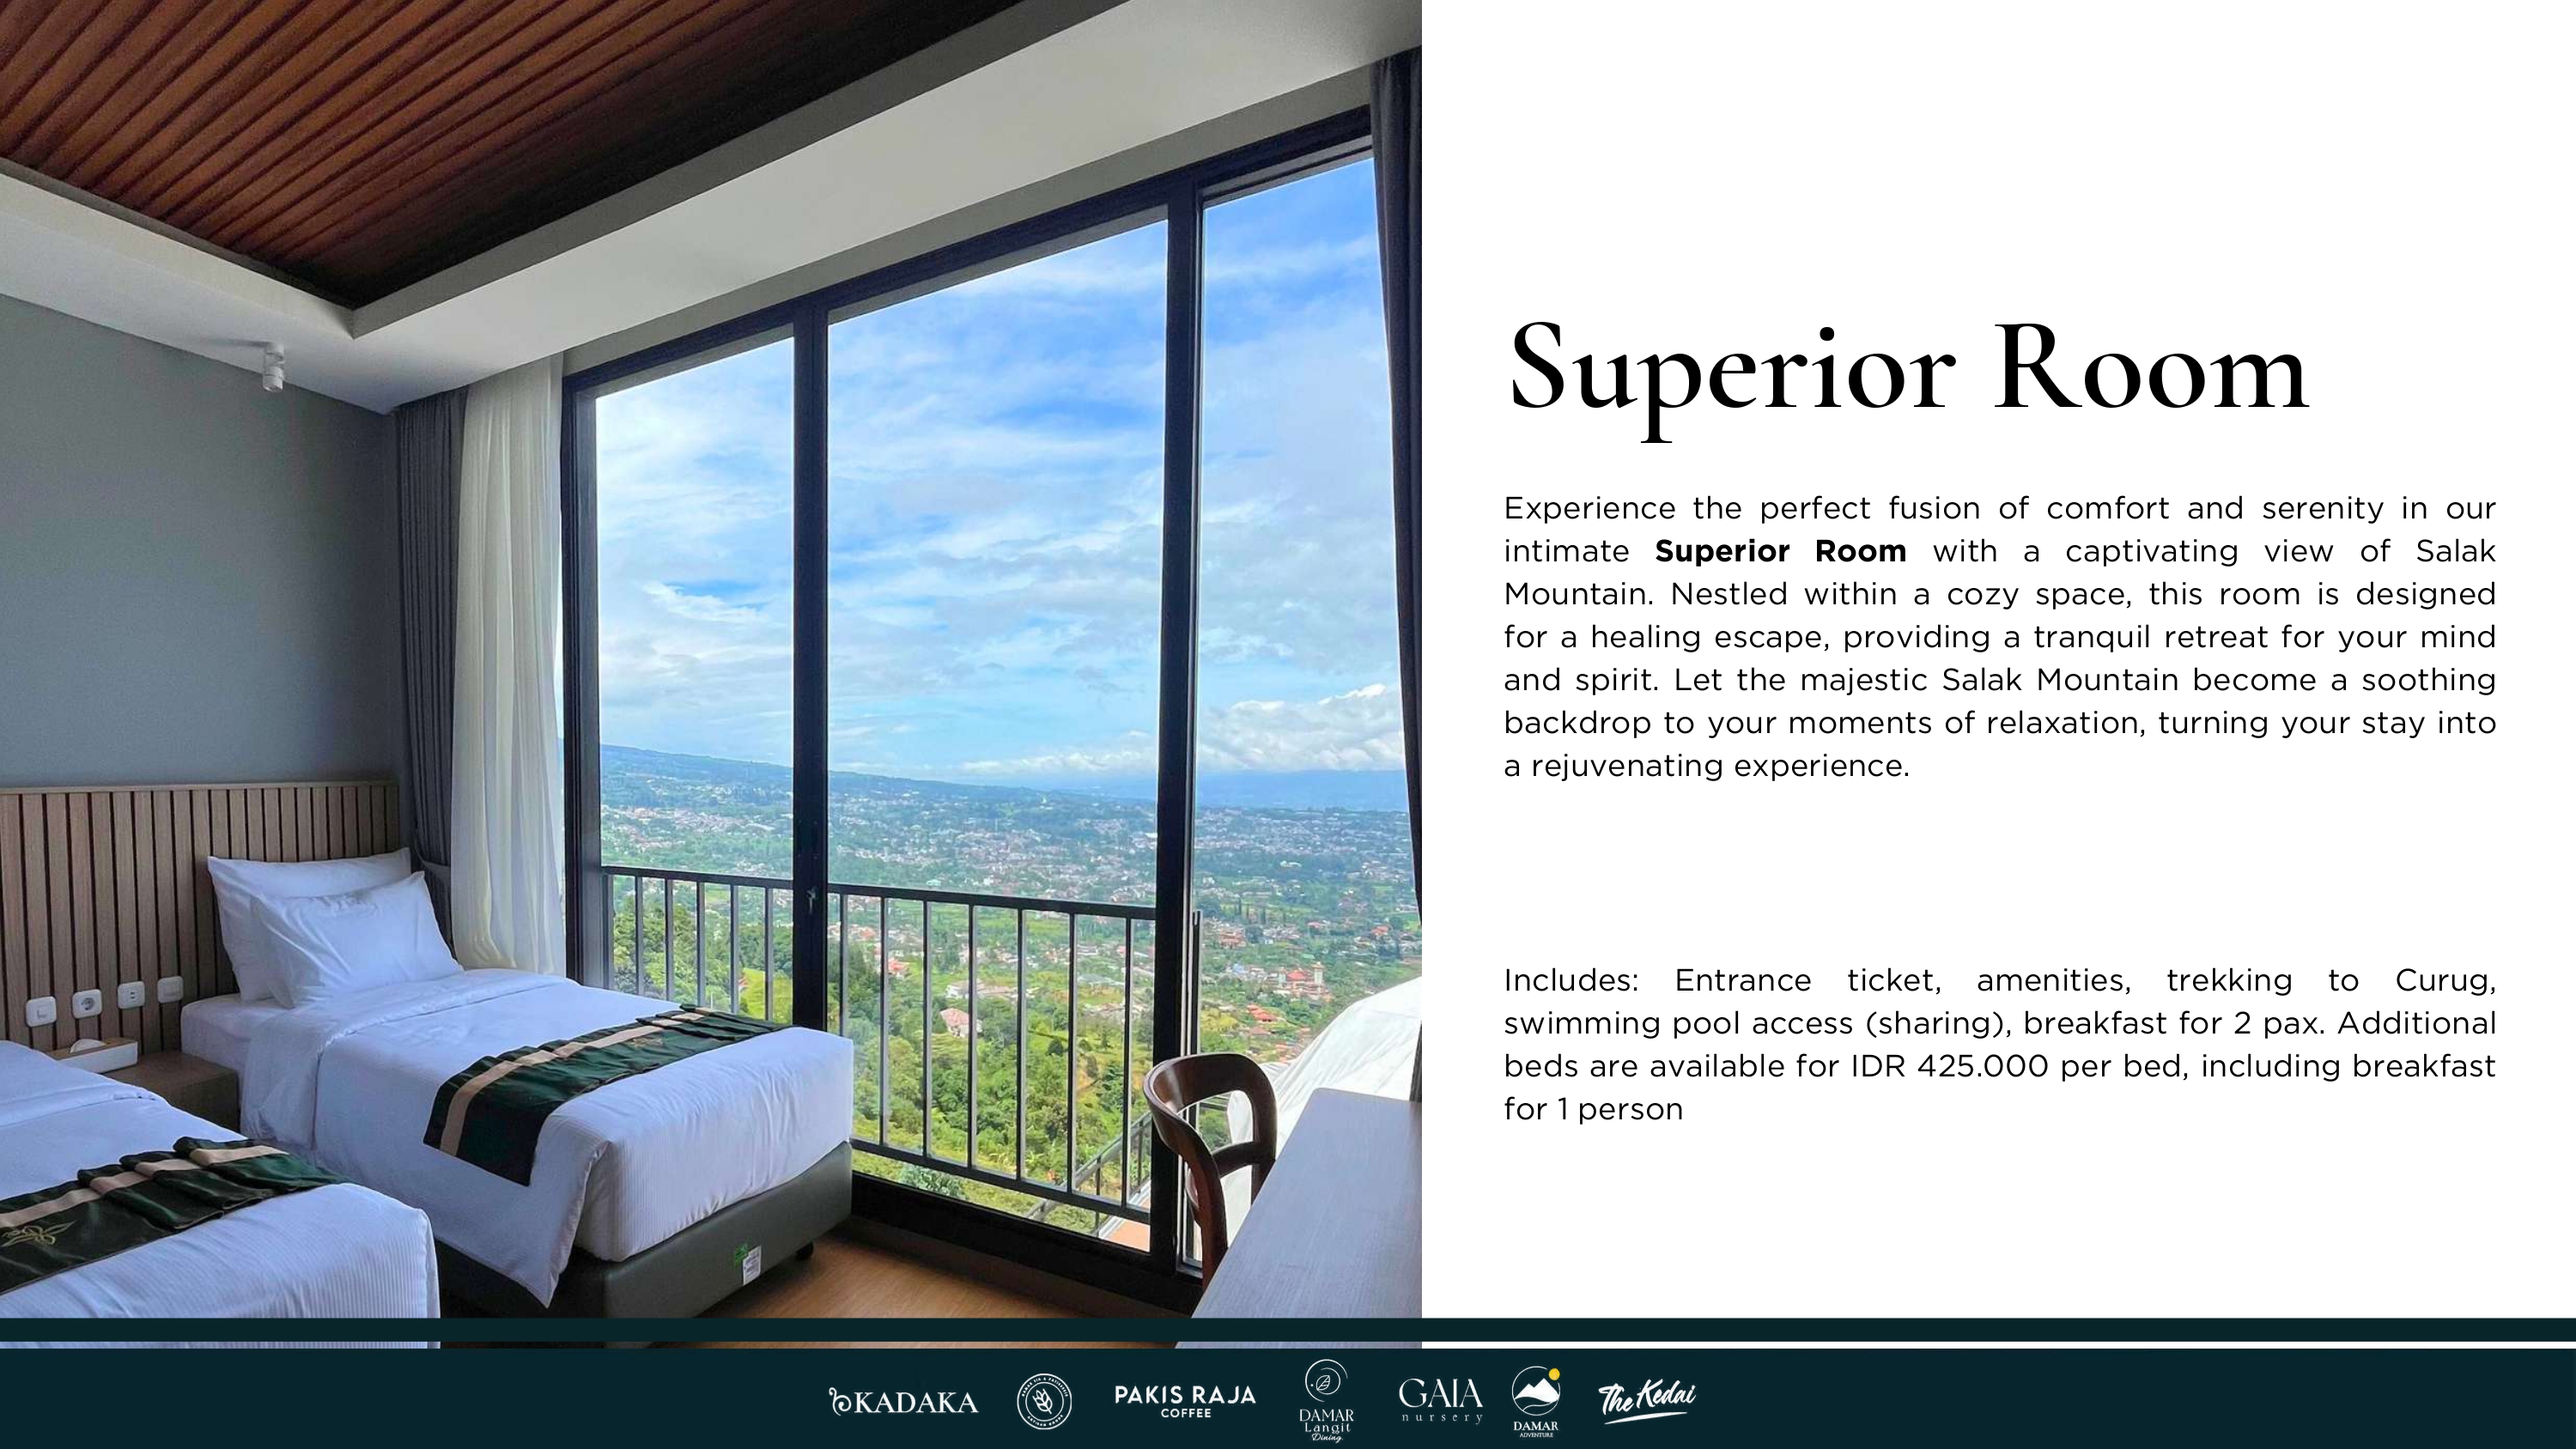 Superior Room
Experience the perfect fusion of comfort and serenity in our
intimate Superior Room with a captivating view of Salak
Mountain. Nestled within a cozy space, this room is designed
for a healing escape, providing a tranquil retreat for your mind
and spirit. Let the majestic Salak Mountain become a soothing
backdrop to your moments of relaxation, turning your stay into
a rejuvenating experience.
Includes: Entrance ticket, amenities, trekking to Curug,
swimming pool access (sharing), breakfast for 2 pax. Additional
beds are available for IDR 425.000 per bed, including breakfast
for 1 person
KADAKA
PAKIS RAJA
COFFEE
DAMAR
Langit
Dining
GAIA
nursery
DAMAR
ADVENTURE
The Kedai